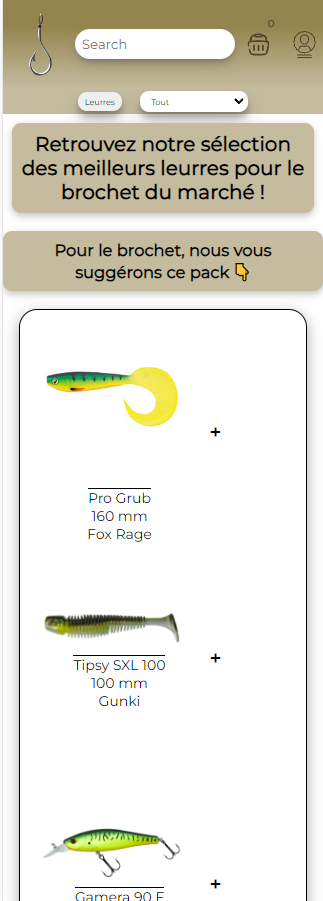 0
Search
Leurres
Tout
Retrouvez notre sélection
des meilleurs leurres pour le
brochet du marché !
Pour le brochet, nous vous
suggérons ce pack 👇
+
Pro Grub
160 mm
Fox Rage
+
Tipsy SXL 100
100 mm
Gunki
+
Gamera 90 F